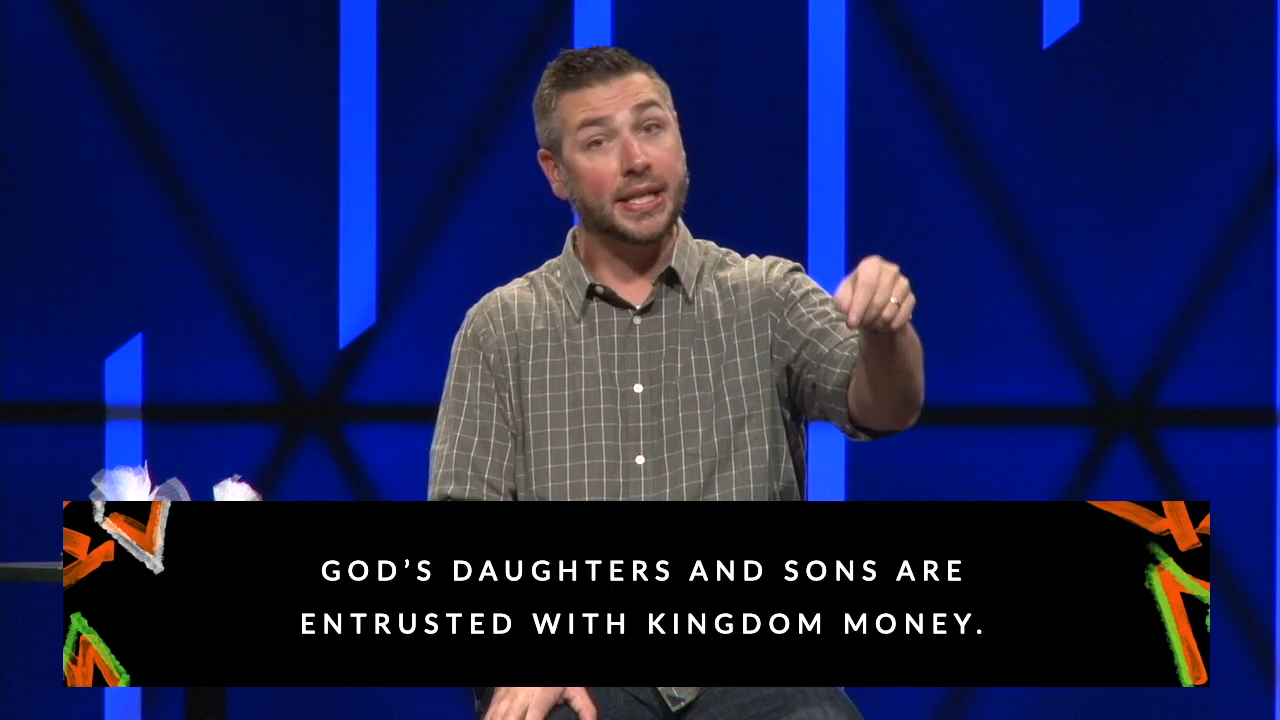 GOD’S DAUGHTERS AND SONS ARE
ENTRUSTED WITH KINGDOM MONEY.